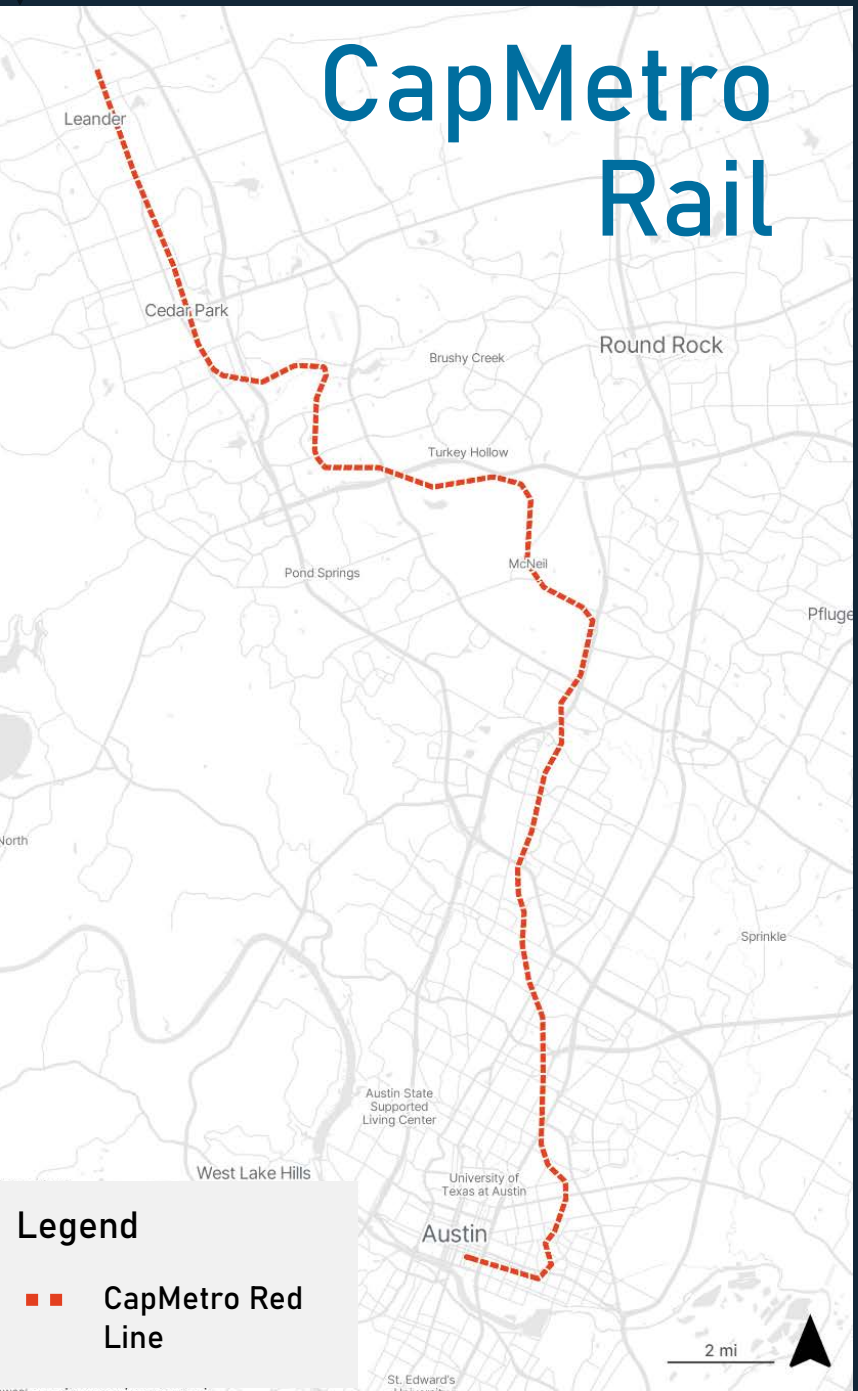 CapMetro
Rail
Leander
Cedar Park
Brushy Creek
Round Rock
Turkey Hollow
McNeil
Pond Springs
Pfluge
North
Sprinkle
Austin State
Supported
Living Center
West Lake Hills
University of
Texas at Austin
Austin
Legend
CapMetro Red
Line
2 mi
St. Edward's